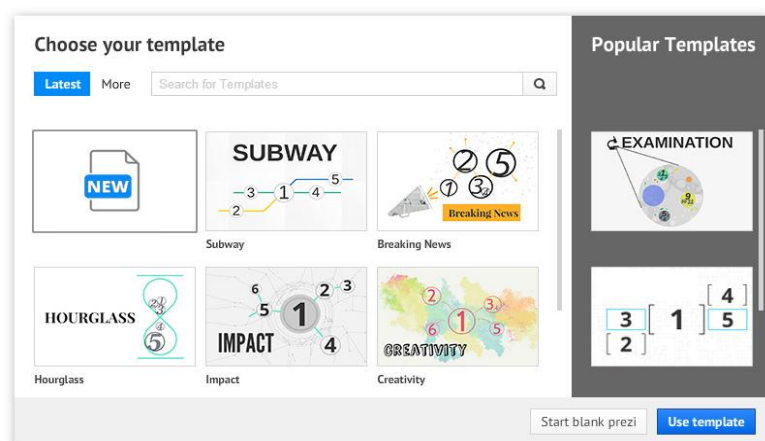 Choose your template
Popular Templates
Latest
More
Search for Templates
NEW
SUBWAY
5
3
1
4
2
Subway
2
5
1
3
4
Breaking News
Breaking News
EXAMINATION
HOURGLASS
5
Hourglass
6
2
3
5
1
4
IMPACT
Impact
2
3
6
1
5
CREATIVITY
Creativity
4
3
1
5
2
Start blank prezi
Use template